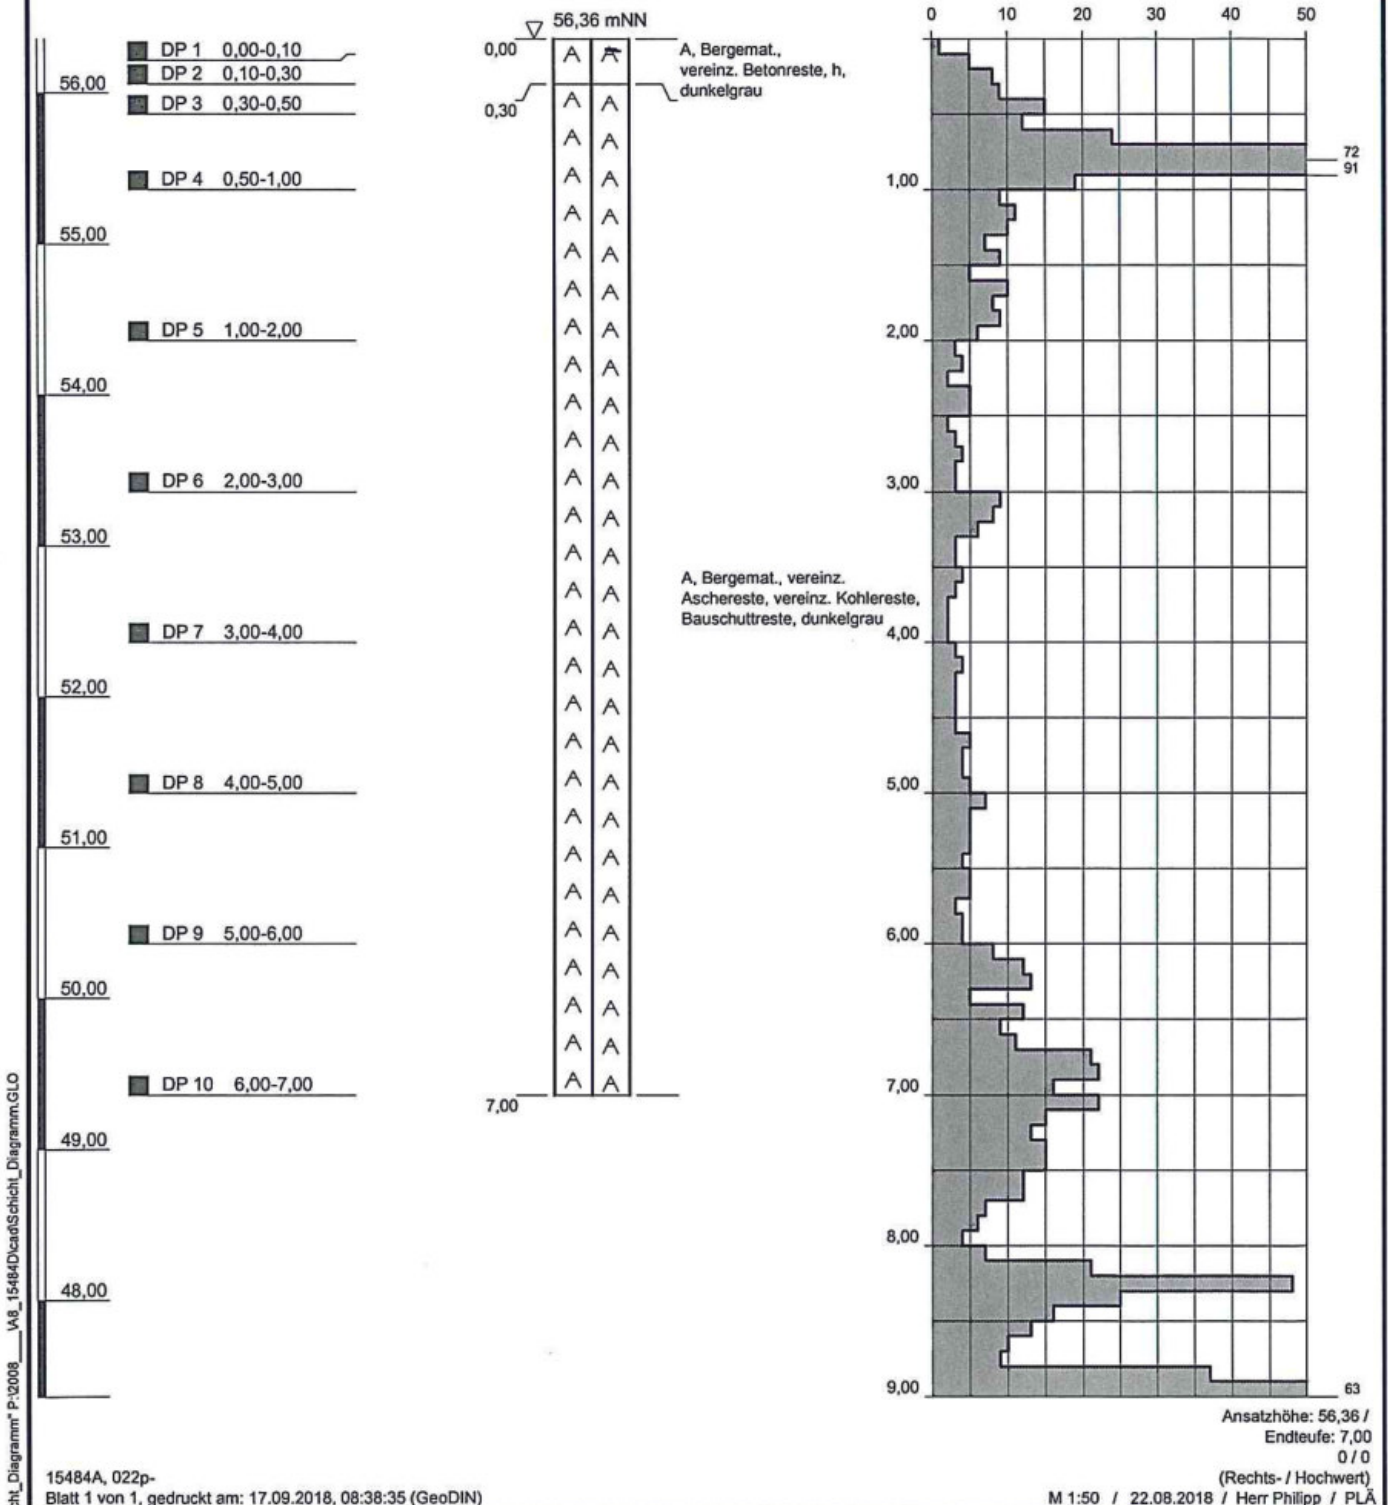 56,36 mNN
0 10 20 30 40 50
DP 1 0,00-0,10
DP 2 0,10-0,30
DP 3 0,30-0,50
DP 4 0,50-1,00
DP 5 1,00-2,00
DP 6 2,00-3,00
DP 7 3,00-4,00
DP 8 4,00-5,00
DP 9 5,00-6,00
DP 10 6,00-7,00
56,00
55,00
54,00
53,00
52,00
51,00
50,00
49,00
48,00
0,00
0,30
7,00
A, Bergemat.,
vereinz. Betonreste, h,
dunkelgrau
A, Bergemat., vereinz.
Aschereste, vereinz. Kohlereste,
Bauschuttreste, dunkelgrau
72
91
1,00
2,00
3,00
4,00
5,00
6,00
7,00
8,00
9,00
63
Ansatzhöhe: 56,36 /
Endteufe: 7,00
0 / 0
(Rechts- / Hochwert)
M 1:50 / 22.08.2018 / Herr Philipp / PLÄ
15484A, 022p-
Blatt 1 von 1, gedruckt am: 17.09.2018, 08:38:35 (GeoDIN)
cht_Diagramm" P:\2008____\A8_15484D\cad\Schicht_Diagramm.GLO